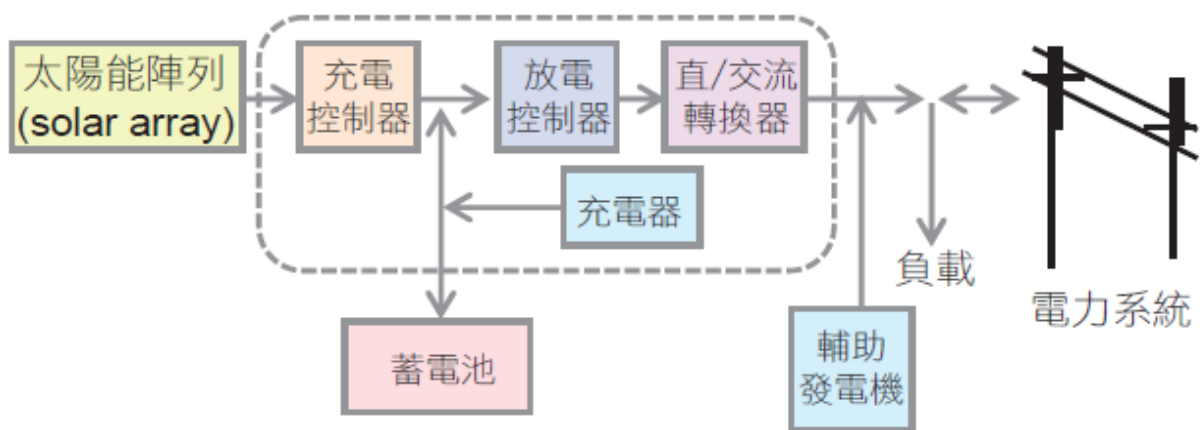 太陽能陣列
(solar array)
充電
控制器
放電
控制器
直/交流
轉換器
充電器
負載
電力系統
蓄電池
輔助
發電機